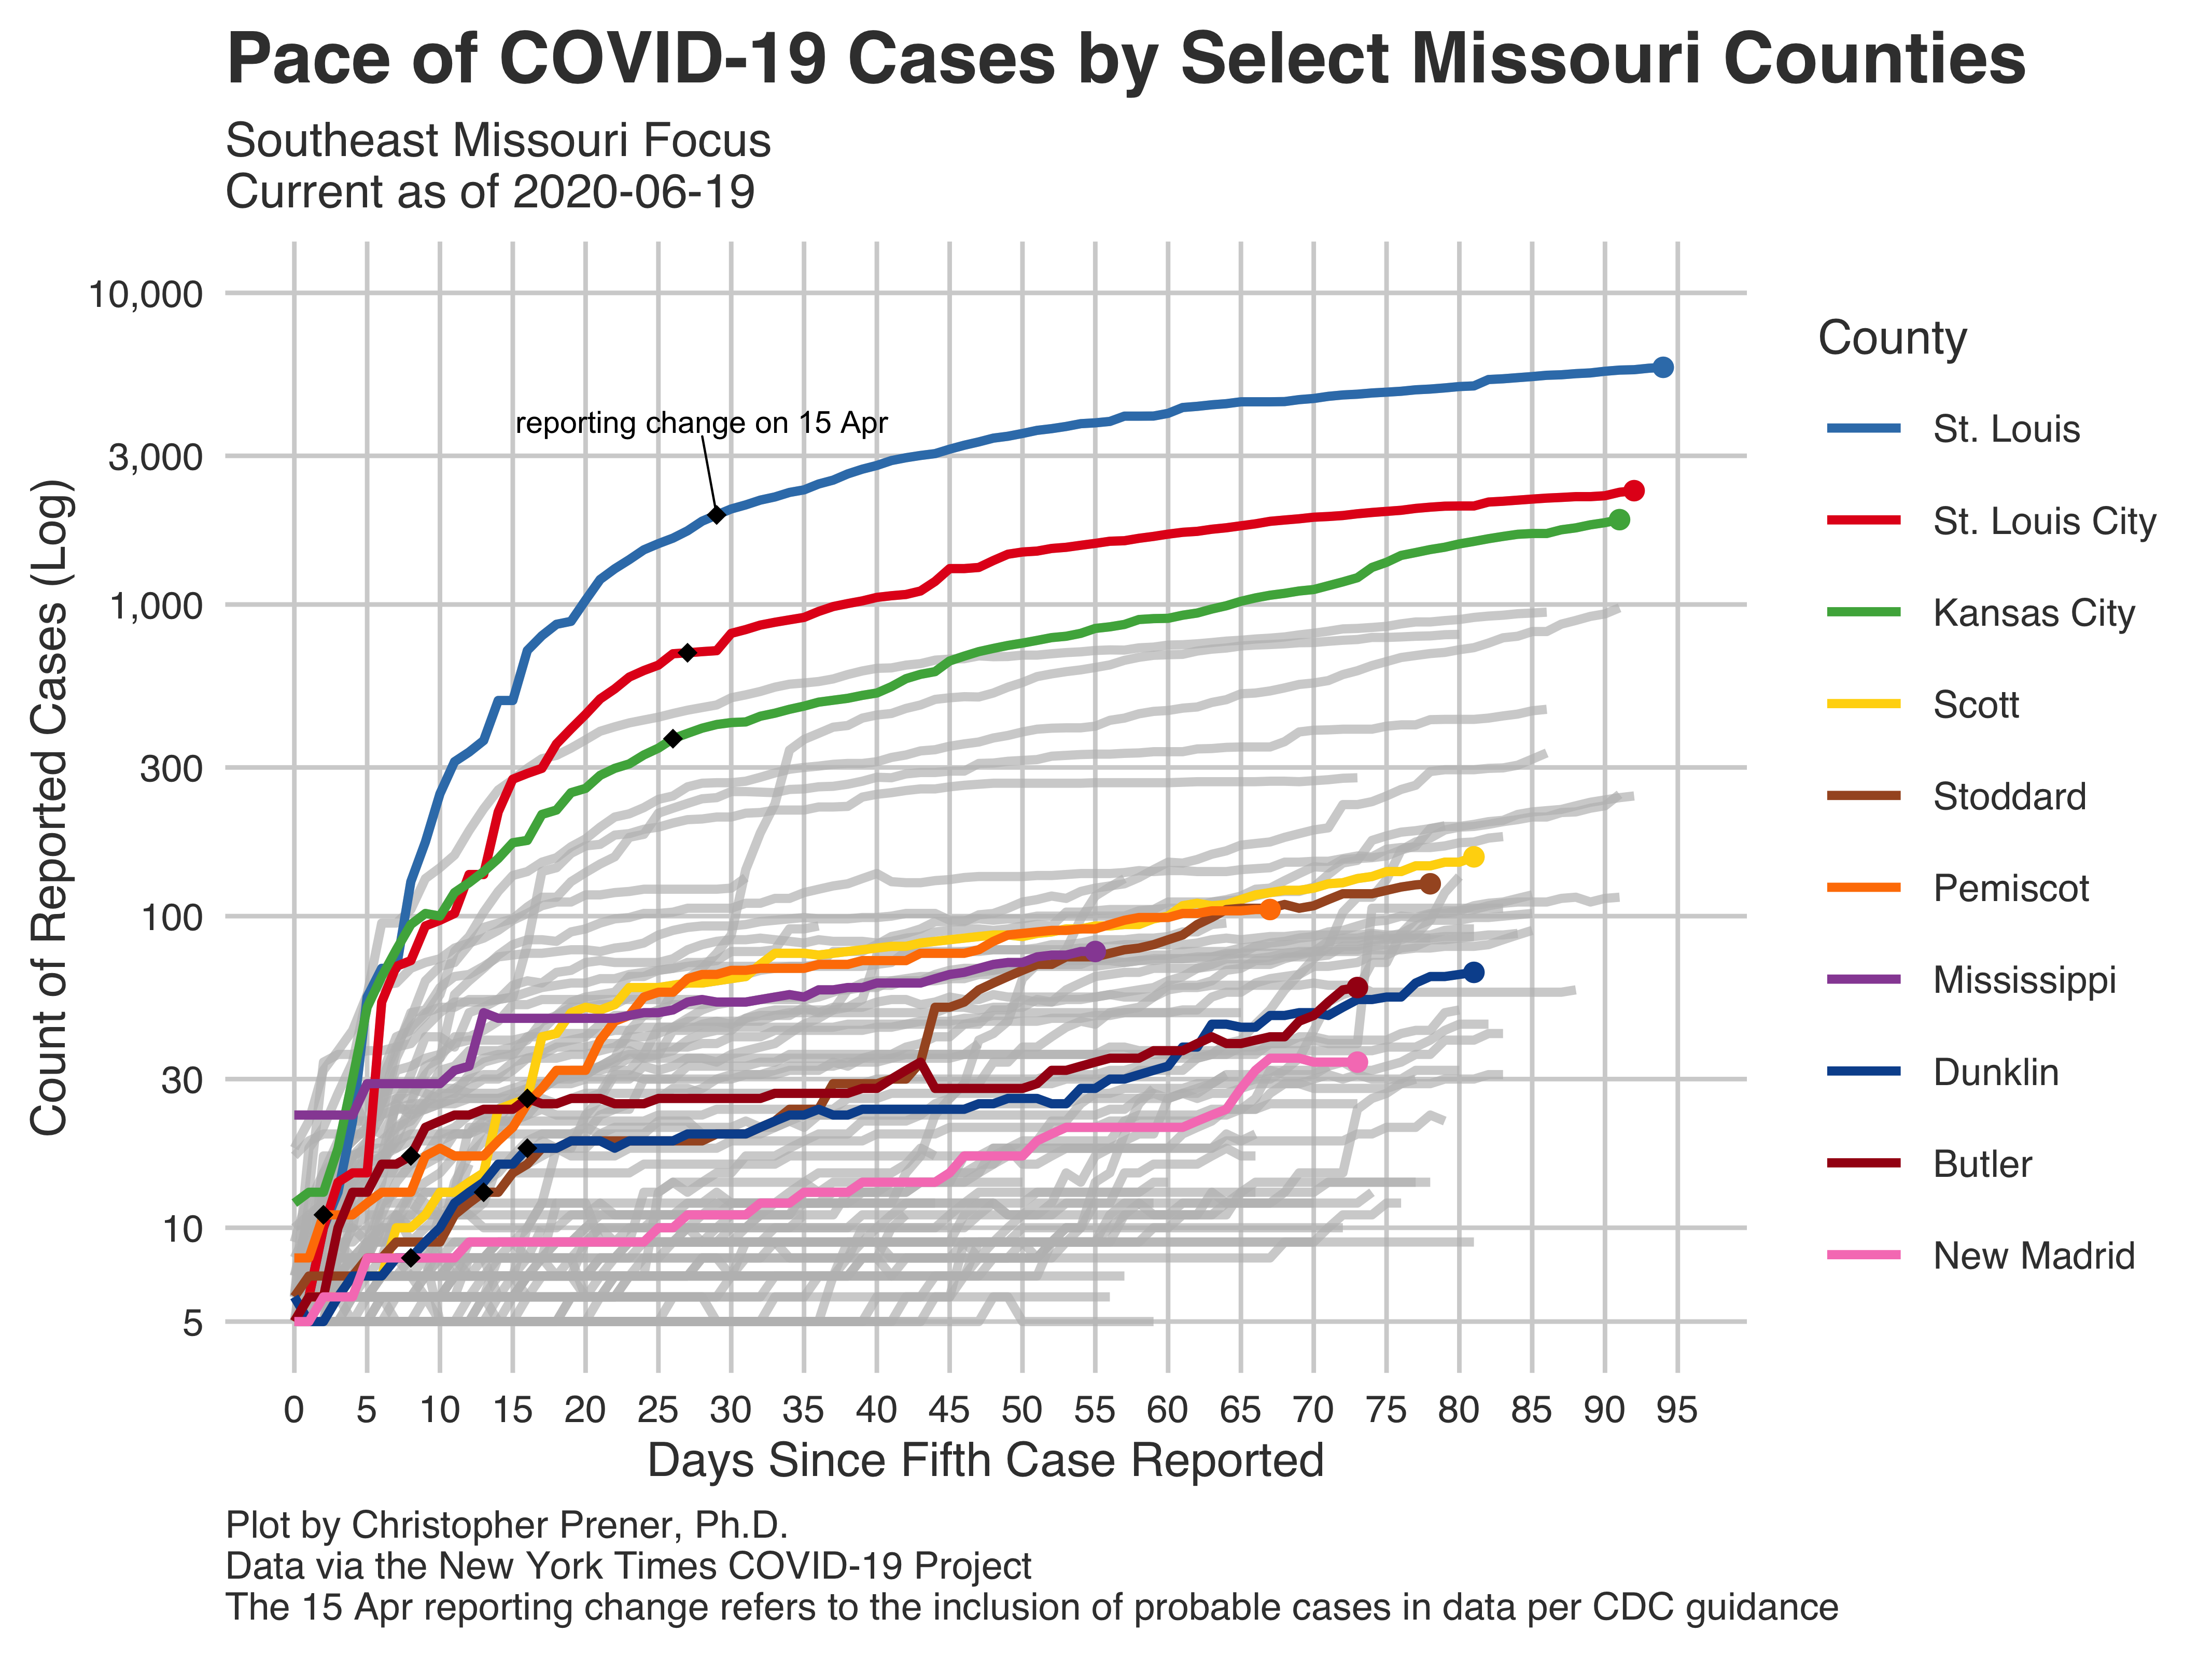 Pace of COVID-19 Cases by Select Missouri Counties
Southeast Missouri Focus
Current as of 2020-06-19
Count of Reported Cases (Log)
10,000
3,000
1,000
300
100
30
10
5
reporting change on 15 Apr
0 5 10 15 20 25 30 35 40 45 50 55 60 65 70 75 80 85 90 95
Days Since Fifth Case Reported
County
St. Louis
St. Louis City
Kansas City
Scott
Stoddard
Pemiscot
Mississippi
Dunklin
Butler
New Madrid
Plot by Christopher Prener, Ph.D.
Data via the New York Times COVID-19 Project
The 15 Apr reporting change refers to the inclusion of probable cases in data per CDC guidance